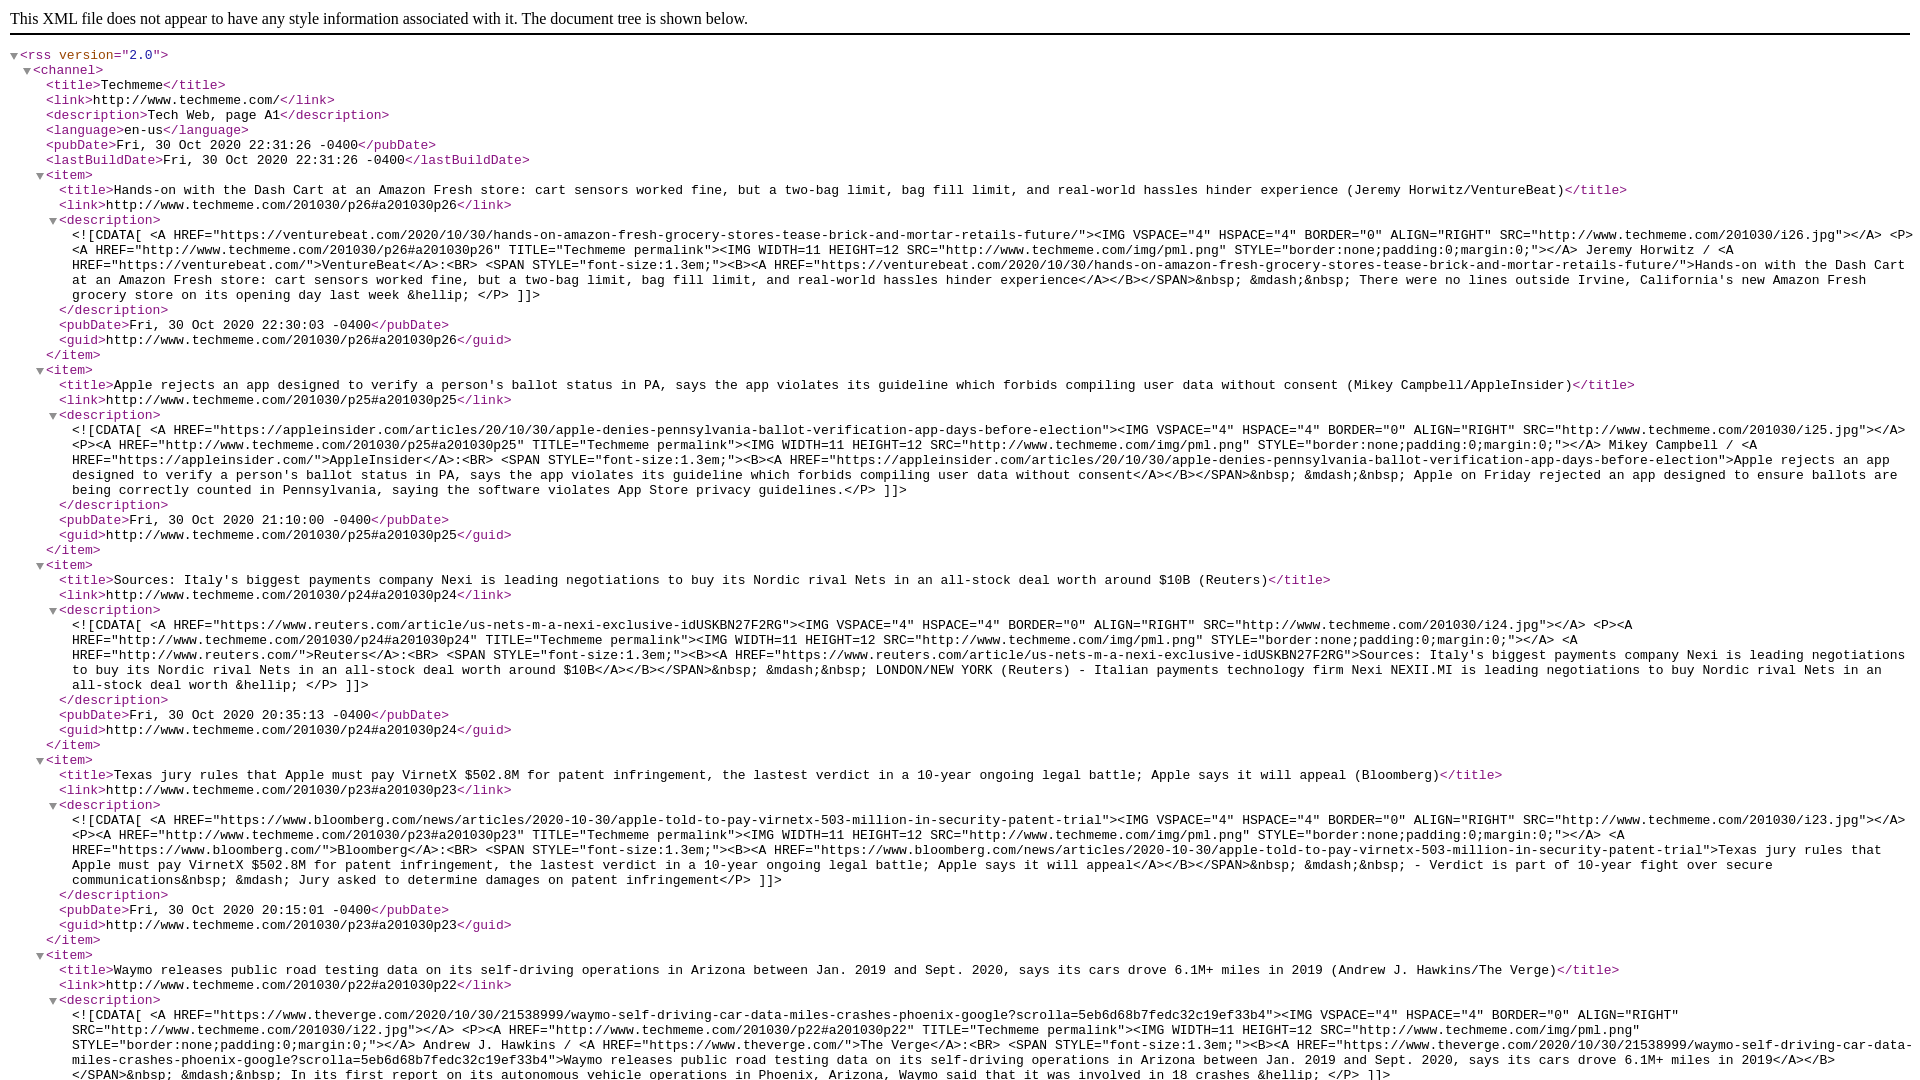 This XML file does not appear to have any style information associated with it. The document tree is shown below.
<rss version="2.0">
<channel>
<title>Techmeme</title>
<link>http://www.techmeme.com/</link>
<description>Tech Web, page A1</description>
<language>en-us</language>
<pubDate>Fri, 30 Oct 2020 22:31:26 -0400</pubDate>
<lastBuildDate>Fri, 30 Oct 2020 22:31:26 -0400</lastBuildDate>
<item>
<title>Hands-on with the Dash Cart at an Amazon Fresh store: cart sensors worked fine, but a two-bag limit, bag fill limit, and real-world hassles hinder experience (Jeremy Horwitz/VentureBeat)</title>
<link>http://www.techmeme.com/201030/p26#a201030p26</link>
<description>
<![CDATA[ <A HREF="https://venturebeat.com/2020/10/30/hands-on-amazon-fresh-grocery-stores-tease-brick-and-mortar-retails-future/"><IMG VSPACE="4" HSPACE="4" BORDER="0" ALIGN="RIGHT" SRC="http://www.techmeme.com/201030/i26.jpg"></A> <P>
<A HREF="http://www.techmeme.com/201030/p26#a201030p26" TITLE="Techmeme permalink"><IMG WIDTH=11 HEIGHT=12 SRC="http://www.techmeme.com/img/pml.png" STYLE="border:none;padding:0;margin:0;"></A> Jeremy Horwitz / <A
HREF="https://venturebeat.com/">VentureBeat</A>:<BR> <SPAN STYLE="font-size:1.3em;"><B><A HREF="https://venturebeat.com/2020/10/30/hands-on-amazon-fresh-grocery-stores-tease-brick-and-mortar-retails-future/">Hands-on with the Dash Cart
at an Amazon Fresh store: cart sensors worked fine, but a two-bag limit, bag fill limit, and real-world hassles hinder experience</A></B></SPAN>&nbsp; &mdash;&nbsp; There were no lines outside Irvine, California's new Amazon Fresh
grocery store on its opening day last week &hellip; </P> ]]>
</description>
<pubDate>Fri, 30 Oct 2020 22:30:03 -0400</pubDate>
<guid>http://www.techmeme.com/201030/p26#a201030p26</guid>
</item>
<item>
<title>Apple rejects an app designed to verify a person's ballot status in PA, says the app violates its guideline which forbids compiling user data without consent (Mikey Campbell/AppleInsider)</title>
<link>http://www.techmeme.com/201030/p25#a201030p25</link>
<description>
<![CDATA[ <A HREF="https://appleinsider.com/articles/20/10/30/apple-denies-pennsylvania-ballot-verification-app-days-before-election"><IMG VSPACE="4" HSPACE="4" BORDER="0" ALIGN="RIGHT" SRC="http://www.techmeme.com/201030/i25.jpg"></A>
<P><A HREF="http://www.techmeme.com/201030/p25#a201030p25" TITLE="Techmeme permalink"><IMG WIDTH=11 HEIGHT=12 SRC="http://www.techmeme.com/img/pml.png" STYLE="border:none;padding:0;margin:0;"></A> Mikey Campbell / <A
HREF="https://appleinsider.com/">AppleInsider</A>:<BR> <SPAN STYLE="font-size:1.3em;"><B><A HREF="https://appleinsider.com/articles/20/10/30/apple-denies-pennsylvania-ballot-verification-app-days-before-election">Apple rejects an app
designed to verify a person's ballot status in PA, says the app violates its guideline which forbids compiling user data without consent</A></B></SPAN>&nbsp; &mdash;&nbsp; Apple on Friday rejected an app designed to ensure ballots are
being correctly counted in Pennsylvania, saying the software violates App Store privacy guidelines.</P> ]]>
</description>
<pubDate>Fri, 30 Oct 2020 21:10:00 -0400</pubDate>
<guid>http://www.techmeme.com/201030/p25#a201030p25</guid>
</item>
<item>
<title>Sources: Italy's biggest payments company Nexi is leading negotiations to buy its Nordic rival Nets in an all-stock deal worth around $10B (Reuters)</title>
<link>http://www.techmeme.com/201030/p24#a201030p24</link>
<description>
<![CDATA[ <A HREF="https://www.reuters.com/article/us-nets-m-a-nexi-exclusive-idUSKBN27F2RG"><IMG VSPACE="4" HSPACE="4" BORDER="0" ALIGN="RIGHT" SRC="http://www.techmeme.com/201030/i24.jpg"></A> <P><A
HREF="http://www.techmeme.com/201030/p24#a201030p24" TITLE="Techmeme permalink"><IMG WIDTH=11 HEIGHT=12 SRC="http://www.techmeme.com/img/pml.png" STYLE="border:none;padding:0;margin:0;"></A> <A
HREF="http://www.reuters.com/">Reuters</A>:<BR> <SPAN STYLE="font-size:1.3em;"><B><A HREF="https://www.reuters.com/article/us-nets-m-a-nexi-exclusive-idUSKBN27F2RG">Sources: Italy's biggest payments company Nexi is leading negotiations
to buy its Nordic rival Nets in an all-stock deal worth around $10B</A></B></SPAN>&nbsp; &mdash;&nbsp; LONDON/NEW YORK (Reuters) - Italian payments technology firm Nexi NEXII.MI is leading negotiations to buy Nordic rival Nets in an
all-stock deal worth &hellip; </P> ]]>
</description>
<pubDate>Fri, 30 Oct 2020 20:35:13 -0400</pubDate>
<guid>http://www.techmeme.com/201030/p24#a201030p24</guid>
</item>
<item>
<title>Texas jury rules that Apple must pay VirnetX $502.8M for patent infringement, the lastest verdict in a 10-year ongoing legal battle; Apple says it will appeal (Bloomberg)</title>
<link>http://www.techmeme.com/201030/p23#a201030p23</link>
<description>
<![CDATA[ <A HREF="https://www.bloomberg.com/news/articles/2020-10-30/apple-told-to-pay-virnetx-503-million-in-security-patent-trial"><IMG VSPACE="4" HSPACE="4" BORDER="0" ALIGN="RIGHT" SRC="http://www.techmeme.com/201030/i23.jpg"></A>
<P><A HREF="http://www.techmeme.com/201030/p23#a201030p23" TITLE="Techmeme permalink"><IMG WIDTH=11 HEIGHT=12 SRC="http://www.techmeme.com/img/pml.png" STYLE="border:none;padding:0;margin:0;"></A> <A
HREF="https://www.bloomberg.com/">Bloomberg</A>:<BR> <SPAN STYLE="font-size:1.3em;"><B><A HREF="https://www.bloomberg.com/news/articles/2020-10-30/apple-told-to-pay-virnetx-503-million-in-security-patent-trial">Texas jury rules that
Apple must pay VirnetX $502.8M for patent infringement, the lastest verdict in a 10-year ongoing legal battle; Apple says it will appeal</A></B></SPAN>&nbsp; &mdash;&nbsp; - Verdict is part of 10-year fight over secure
communications&nbsp; &mdash; Jury asked to determine damages on patent infringement</P> ]]>
</description>
<pubDate>Fri, 30 Oct 2020 20:15:01 -0400</pubDate>
<guid>http://www.techmeme.com/201030/p23#a201030p23</guid>
</item>
<item>
<title>Waymo releases public road testing data on its self-driving operations in Arizona between Jan. 2019 and Sept. 2020, says its cars drove 6.1M+ miles in 2019 (Andrew J. Hawkins/The Verge)</title>
<link>http://www.techmeme.com/201030/p22#a201030p22</link>
<description>
<![CDATA[ <A HREF="https://www.theverge.com/2020/10/30/21538999/waymo-self-driving-car-data-miles-crashes-phoenix-google?scrolla=5eb6d68b7fedc32c19ef33b4"><IMG VSPACE="4" HSPACE="4" BORDER="0" ALIGN="RIGHT"
SRC="http://www.techmeme.com/201030/i22.jpg"></A> <P><A HREF="http://www.techmeme.com/201030/p22#a201030p22" TITLE="Techmeme permalink"><IMG WIDTH=11 HEIGHT=12 SRC="http://www.techmeme.com/img/pml.png"
STYLE="border:none;padding:0;margin:0;"></A> Andrew J. Hawkins / <A HREF="https://www.theverge.com/">The Verge</A>:<BR> <SPAN STYLE="font-size:1.3em;"><B><A HREF="https://www.theverge.com/2020/10/30/21538999/waymo-self-driving-car-data-
miles-crashes-phoenix-google?scrolla=5eb6d68b7fedc32c19ef33b4">Waymo releases public road testing data on its self-driving operations in Arizona between Jan. 2019 and Sept. 2020, says its cars drove 6.1M+ miles in 2019</A></B>
</SPAN>&nbsp; &mdash;&nbsp; In its first report on its autonomous vehicle operations in Phoenix, Arizona, Waymo said that it was involved in 18 crashes &hellip; </P> ]]>